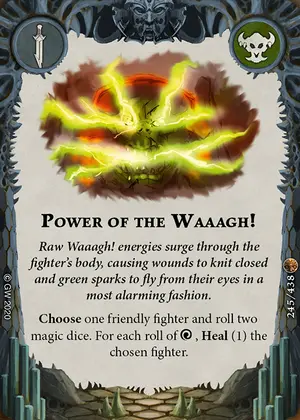 POWER OF THE WAAAGH!
Raw Waaagh! energies surge through the
fighter's body, causing wounds to knit closed
and green sparks to fly from their eyes in a
most alarming fashion.
Choose one friendly fighter and roll two
magic dice. For each roll of , Heal (1) the
chosen fighter.
© GW 2020
245/438